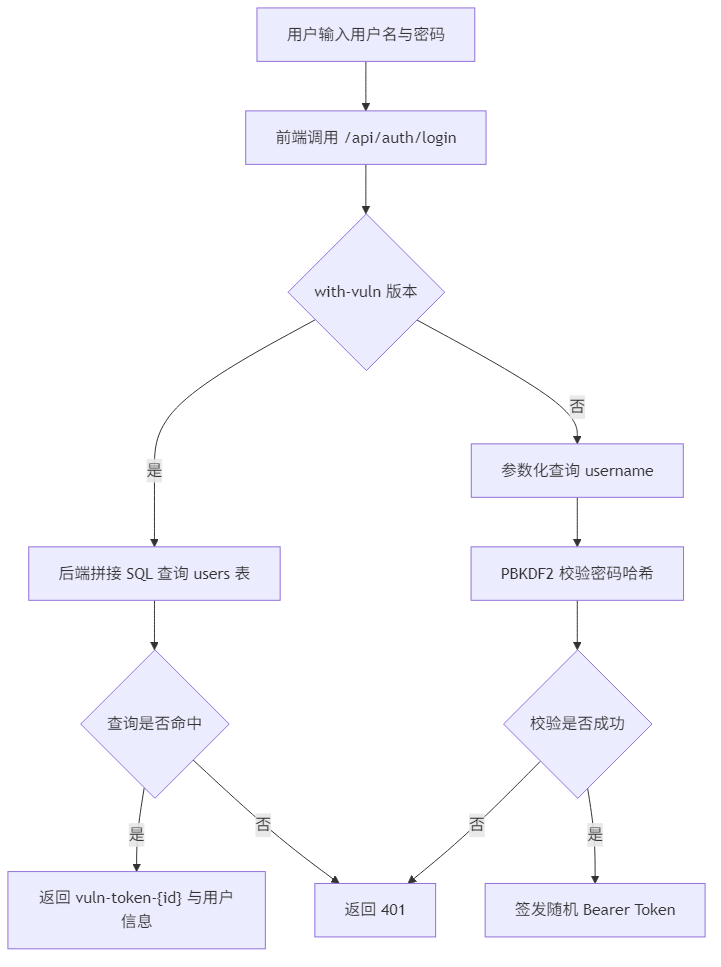 用户输入用户名与密码
前端调用 /api/auth/login
with-vuln 版本
否
是
参数化查询 username
后端拼接 SQL 查询 users 表
PBKDF2 校验密码哈希
查询是否命中
校验是否成功
是
否
否
是
返回 vuln-token-{id} 与用户
信息
返回 401
签发随机 Bearer Token